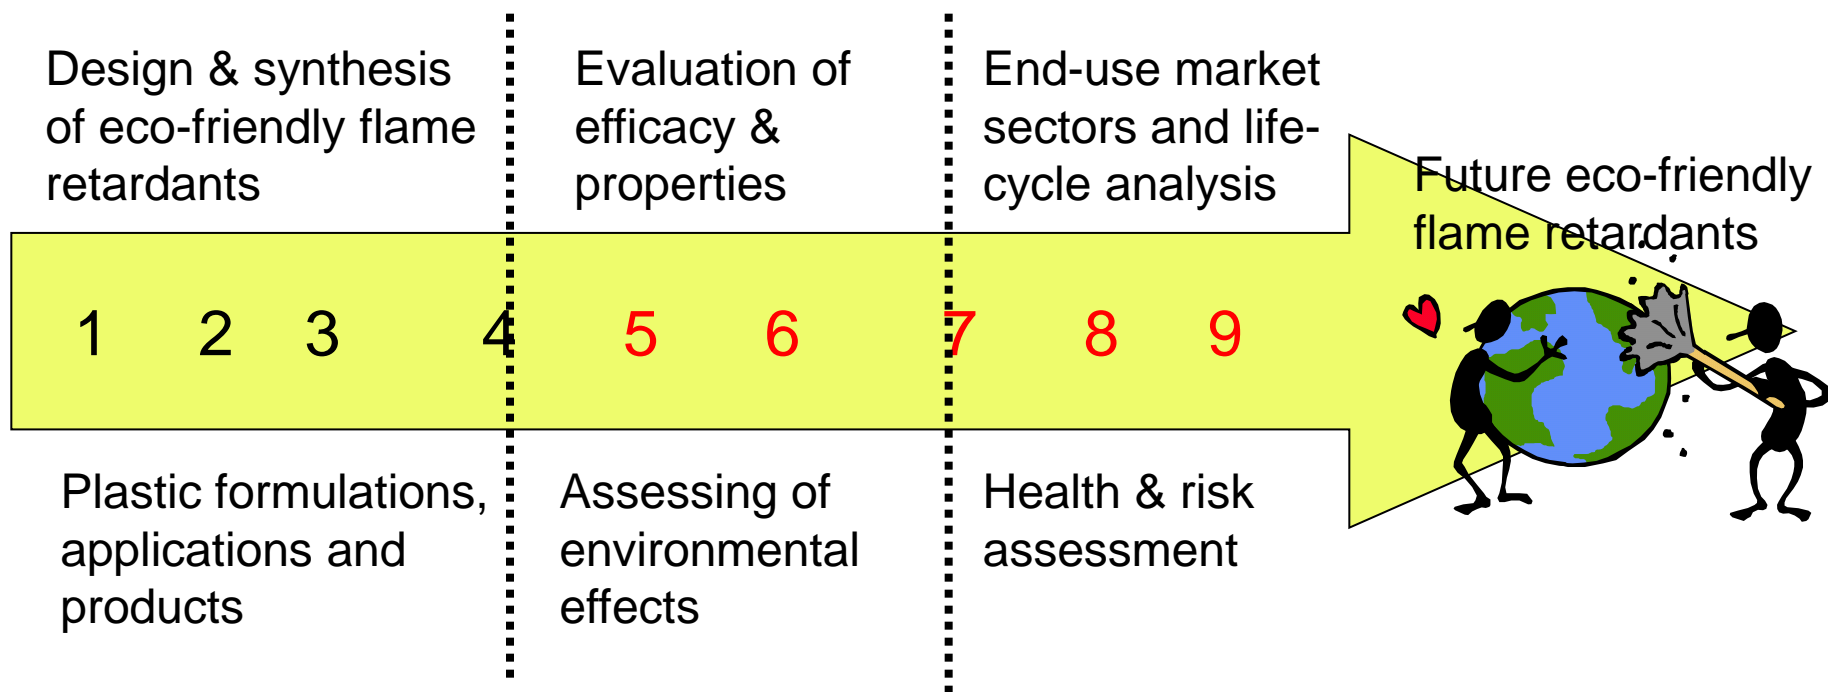 Design & synthesis
of eco-friendly flame
retardants
Evaluation of
efficacy &
properties
End-use market
sectors and life-
cycle analysis
Future eco-friendly
flame retardants
1 2 3 4 5 6 7 8 9
Plastic formulations,
applications and
products
Assessing of
environmental
effects
Health & risk
assessment